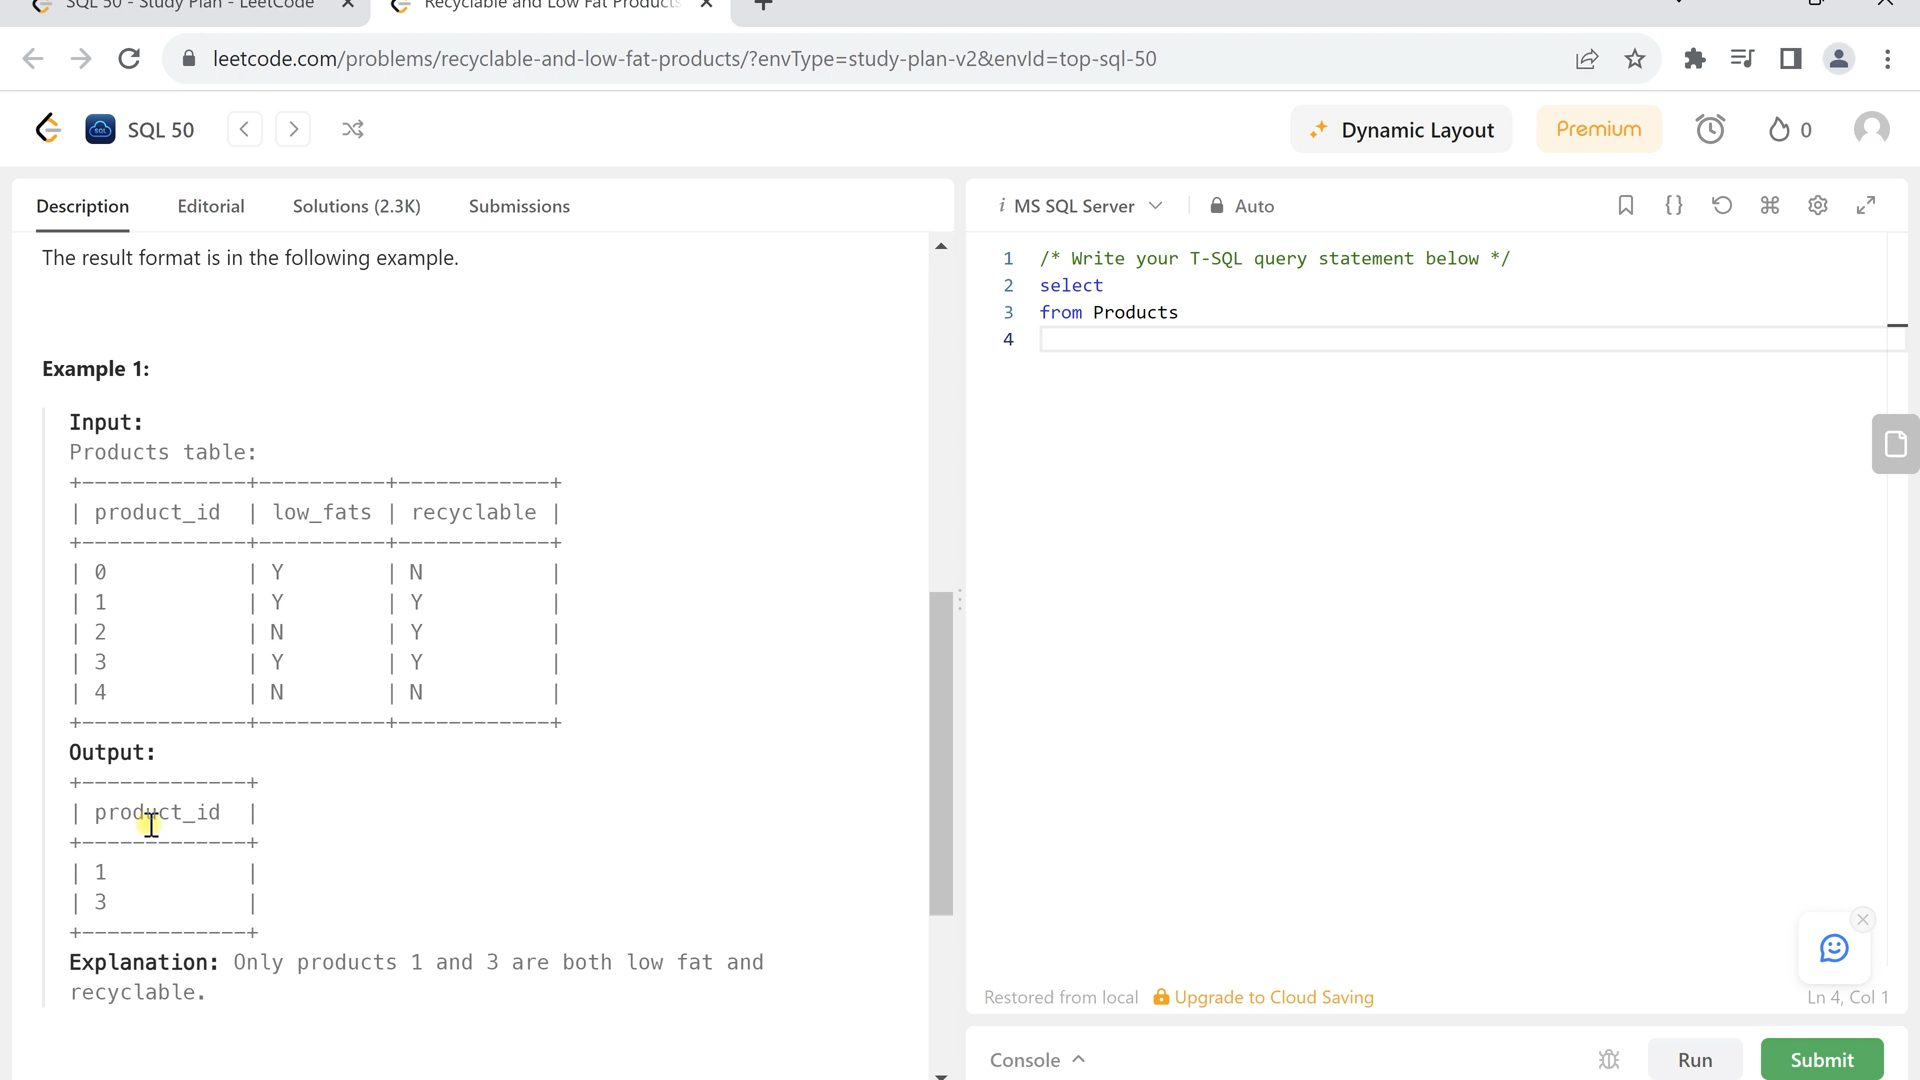 SQL 50 - Study Plan - LeetCode
Recyclable and Low Fat Products
leetcode.com/problems/recyclable-and-low-fat-products/?envType=study-plan-v2&envId=top-sql-50
SQL 50
Dynamic Layout
Premium
0
Description
Editorial
Solutions (2.3K)
Submissions
The result format is in the following example.
Example 1:
Input:
Products table:
+-------------+----------+------------+
| product_id  | low_fats | recyclable |
+-------------+----------+------------+
| 0           | Y        | N          |
| 1           | Y        | Y          |
| 2           | N        | Y          |
| 3           | Y        | Y          |
| 4           | N        | N          |
+-------------+----------+------------+
Output:
+-------------+
| product_id  |
+-------------+
| 1           |
| 3           |
+-------------+
Explanation: Only products 1 and 3 are both low fat and
recyclable.
i MS SQL Server
Auto
1 /* Write your T-SQL query statement below */
2 select
3 from Products
4
Restored from local
Upgrade to Cloud Saving
Ln 4, Col 1
Console
Run
Submit